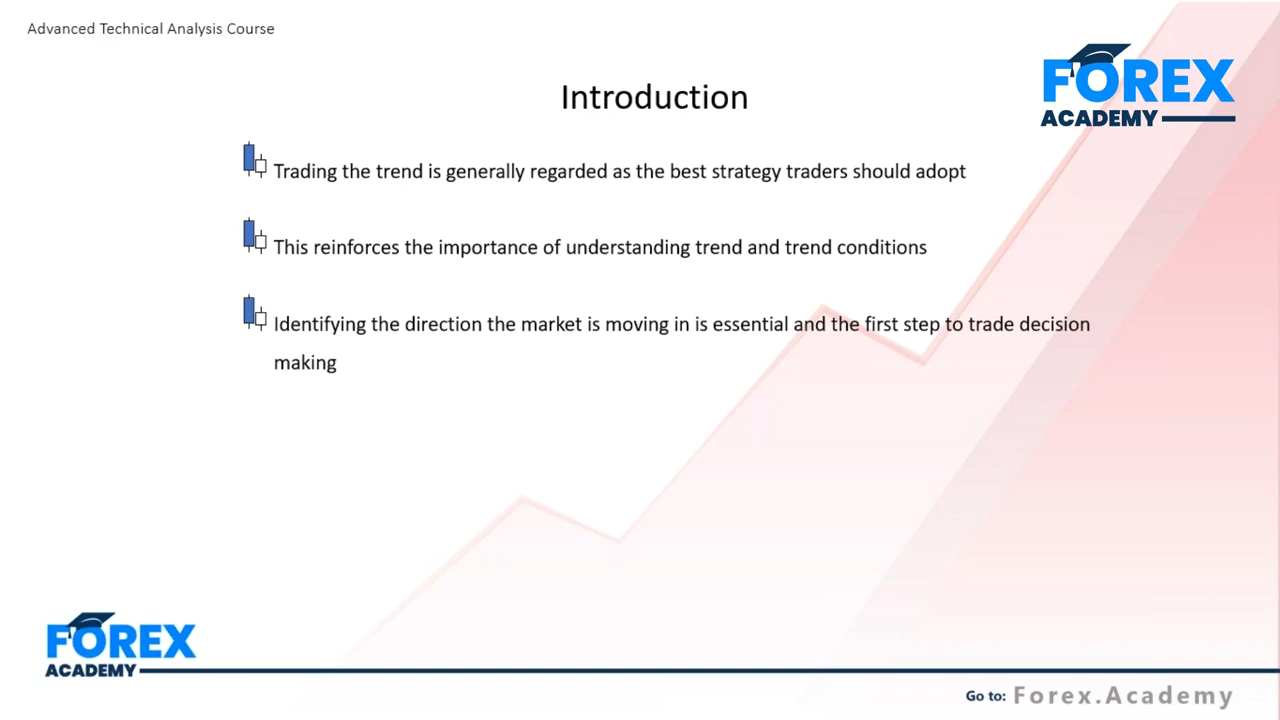 Advanced Technical Analysis Course
FOREX
ACADEMY
Introduction
Trading the trend is generally regarded as the best strategy traders should adopt
This reinforces the importance of understanding trend and trend conditions
Identifying the direction the market is moving in is essential and the first step to trade decision
making
FOREX
ACADEMY
Go to: Forex.Academy